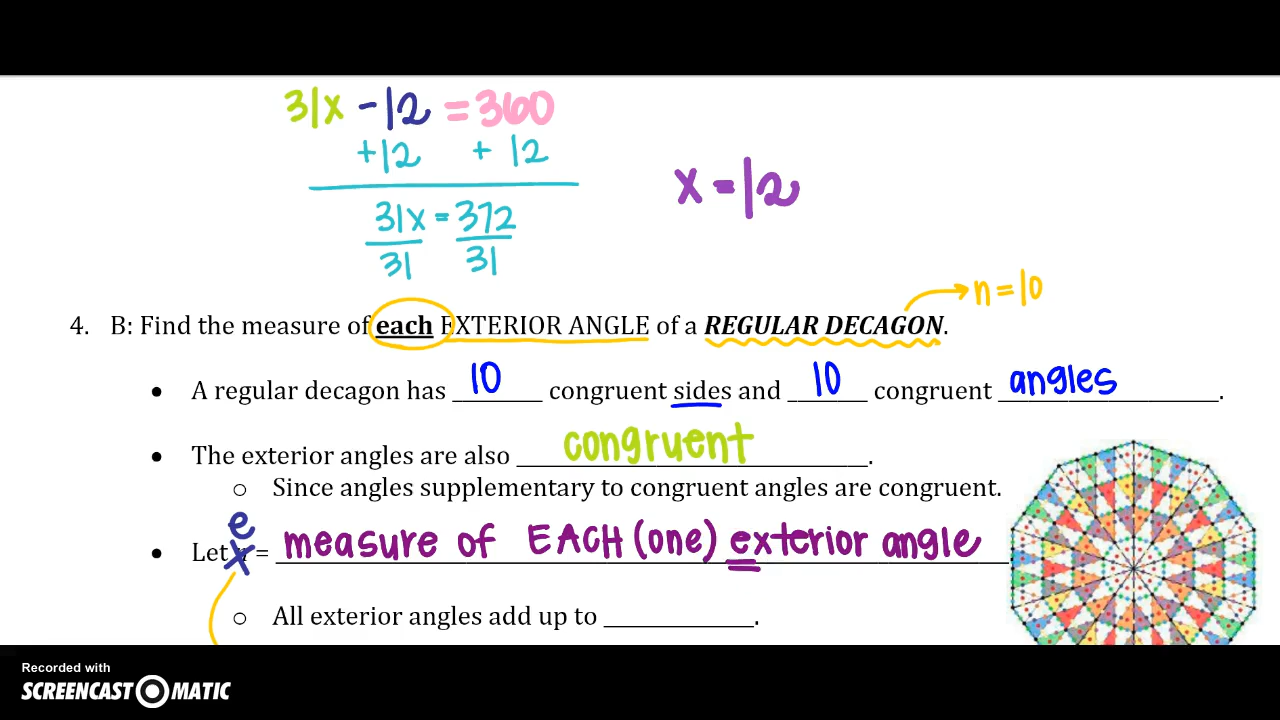 31x - 12 = 360
+12 + 12
31x = 372
31 31
x = 12
n = 10
4. B: Find the measure of each EXTERIOR ANGLE of a REGULAR DECAGON.
• A regular decagon has 10 congruent sides and 10 congruent angles.
• The exterior angles are also congruent.
○ Since angles supplementary to congruent angles are congruent.
e
• Let = measure of EACH (one) exterior angle
○ All exterior angles add up to ____________.
Recorded with
SCREENCAST MATIC